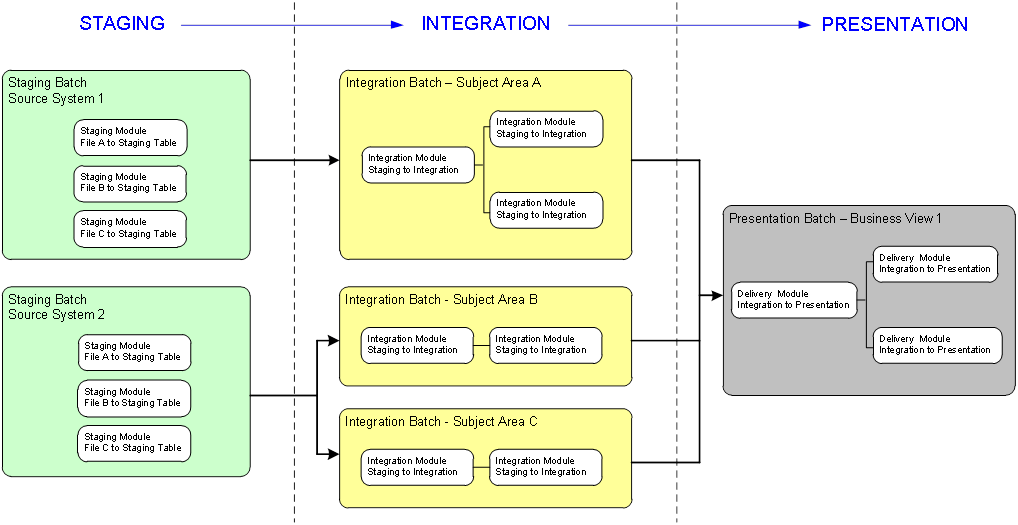 STAGING
INTEGRATION
PRESENTATION
Staging Batch
Source System 1
Staging Module
File A to Staging Table
Staging Module
File B to Staging Table
Staging Module
File C to Staging Table
Staging Batch
Source System 2
Staging Module
File A to Staging Table
Staging Module
File B to Staging Table
Staging Module
File C to Staging Table
Integration Batch – Subject Area A
Integration Module
Staging to Integration
Integration Module
Staging to Integration
Integration Module
Staging to Integration
Integration Batch - Subject Area B
Integration Module
Staging to Integration
Integration Module
Staging to Integration
Integration Batch - Subject Area C
Integration Module
Staging to Integration
Integration Module
Staging to Integration
Presentation Batch – Business View 1
Delivery Module
Integration to Presentation
Delivery Module
Integration to Presentation
Delivery Module
Integration to Presentation